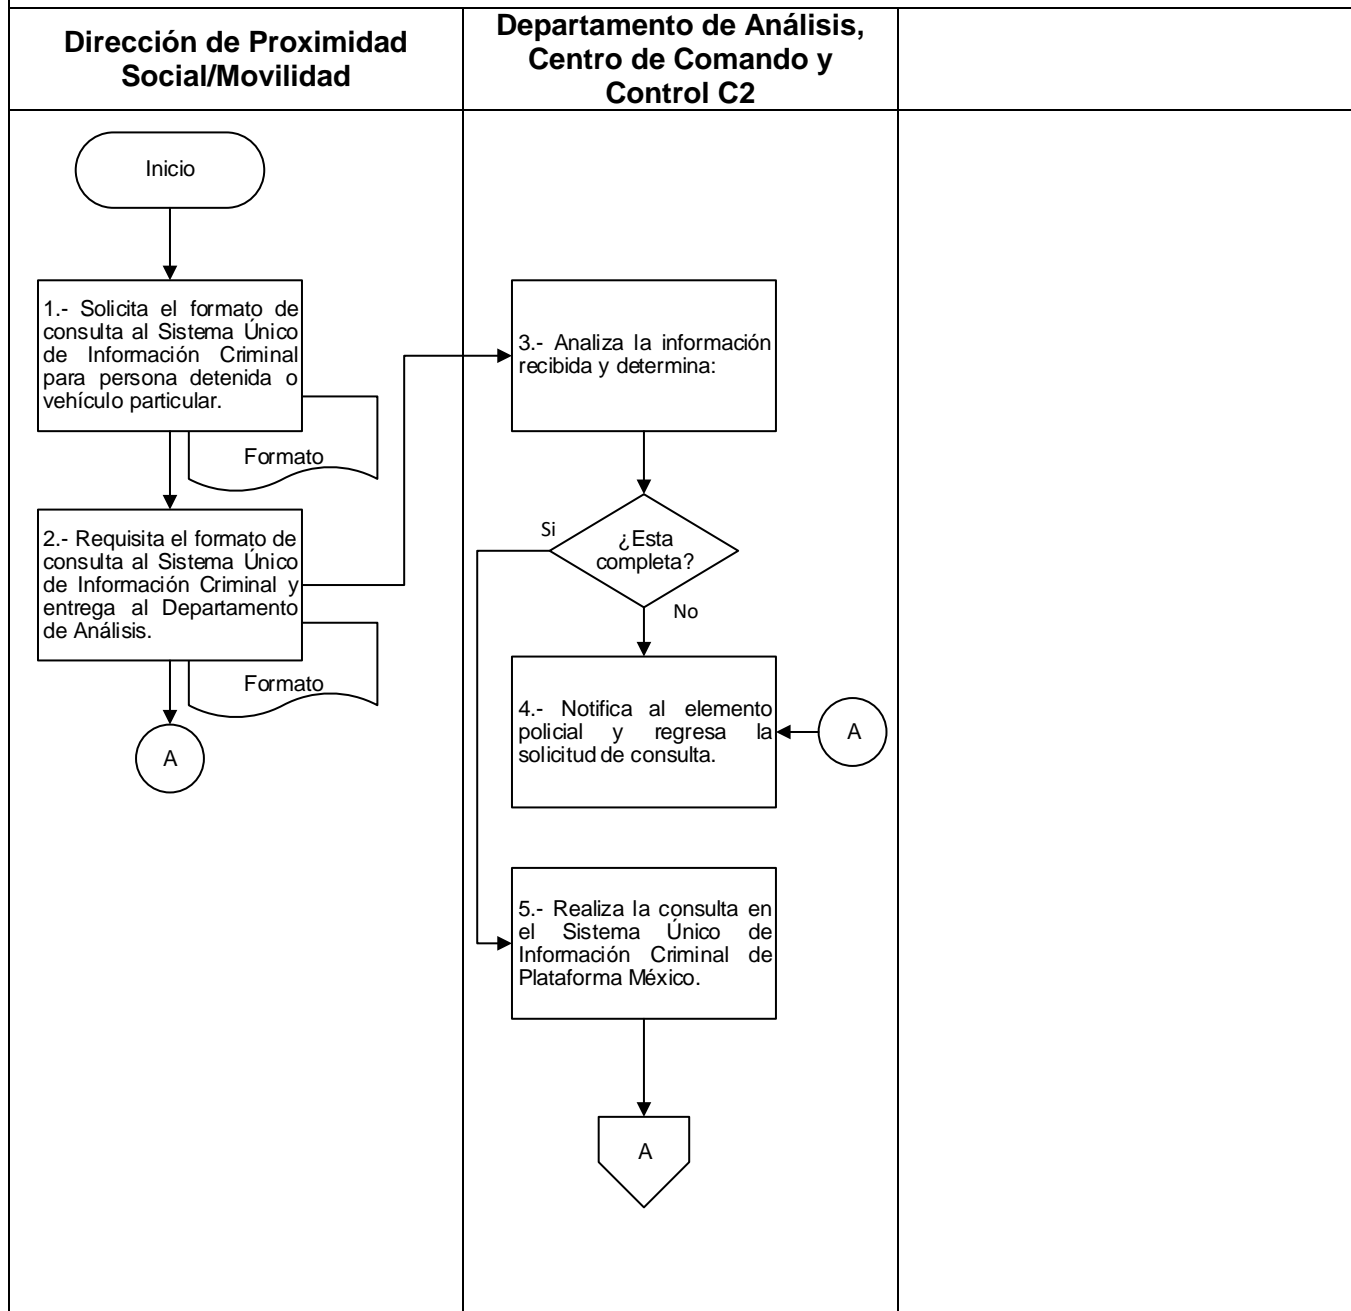 Dirección de Proximidad
Social/Movilidad
Departamento de Análisis,
Centro de Comando y
Control C2
Inicio
1.- Solicita el formato de
consulta al Sistema Único
de Información Criminal
para persona detenida o
vehículo particular.
Formato
2.- Requisita el formato de
consulta al Sistema Único
de Información Criminal y
entrega al Departamento
de Análisis.
Formato
A
3.- Analiza la información
recibida y determina:
Si
¿Esta
completa?
No
4.- Notifica al elemento
policial y regresa la
solicitud de consulta.
A
5.- Realiza la consulta en
el Sistema Único de
Información Criminal de
Plataforma México.
A